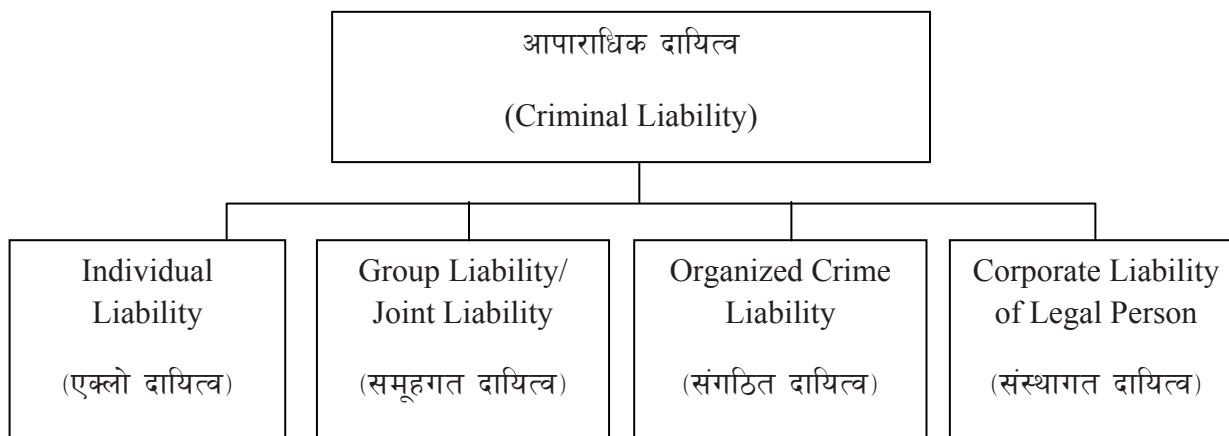 आपाराधिक दायित्व
(Criminal Liability)
Individual
Liability
(एक्लो दायित्व)
Group Liability/
Joint Liability
(समूहगत दायित्व)
Organized Crime
Liability
(संगठित दायित्व)
Corporate Liability
of Legal Person
(संस्थागत दायित्व)